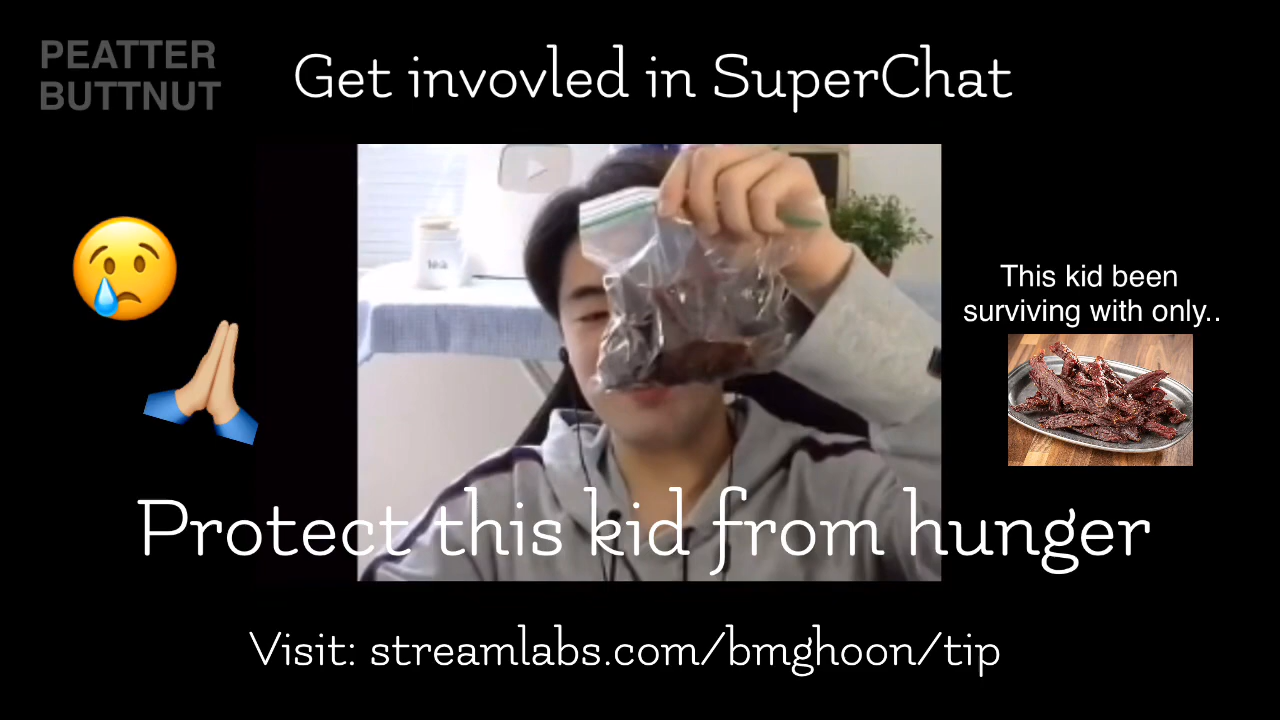 PEATTER
BUTTNUT
Get invovled in SuperChat
This kid been
surviving with only..
Protect this kid from hunger
Visit: streamlabs.com/bmghoon/tip